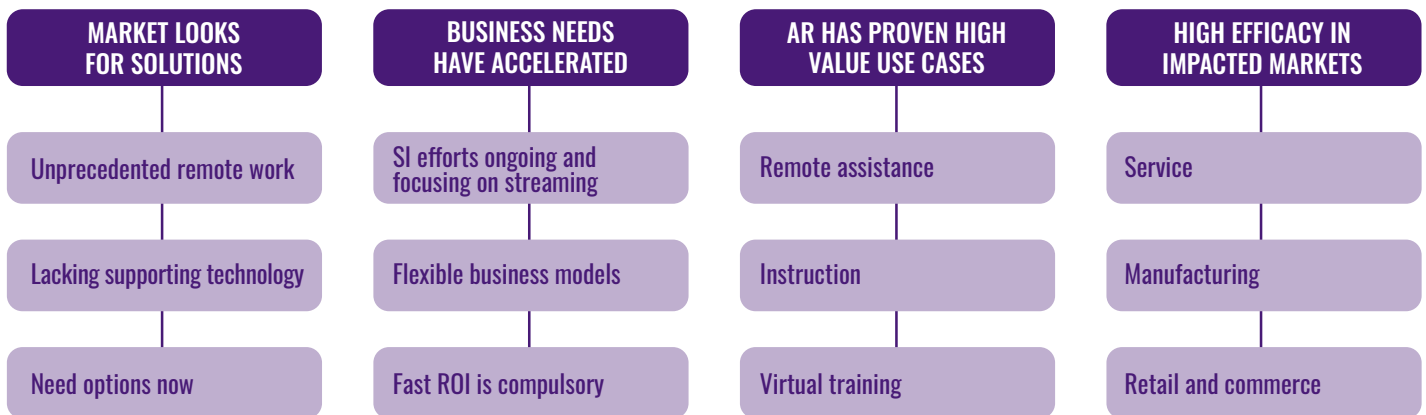 MARKET LOOKS
FOR SOLUTIONS
Unprecedented remote work
Lacking supporting technology
Need options now
BUSINESS NEEDS
HAVE ACCELERATED
SI efforts ongoing and
focusing on streaming
Flexible business models
Fast ROI is compulsory
AR HAS PROVEN HIGH
VALUE USE CASES
Remote assistance
Instruction
Virtual training
HIGH EFFICACY IN
IMPACTED MARKETS
Service
Manufacturing
Retail and commerce